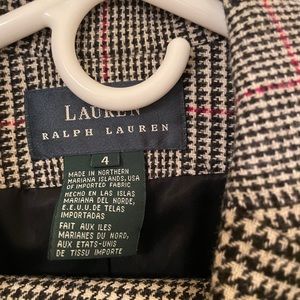 LAUREN
RALPH LAUREN
4
MADE IN NORTHERN
MARIANA ISLANDS, USA
OF IMPORTED FABRIC
HECHO EN LAS ISLAS
MARIANA DEL NORDE,
E.E.U.U. DE TELAS
IMPORTADAS
FAIT AUX ILES
MARIANES DU NORD,
AUX ETATS-UNIS
DE TISSU IMPORTE